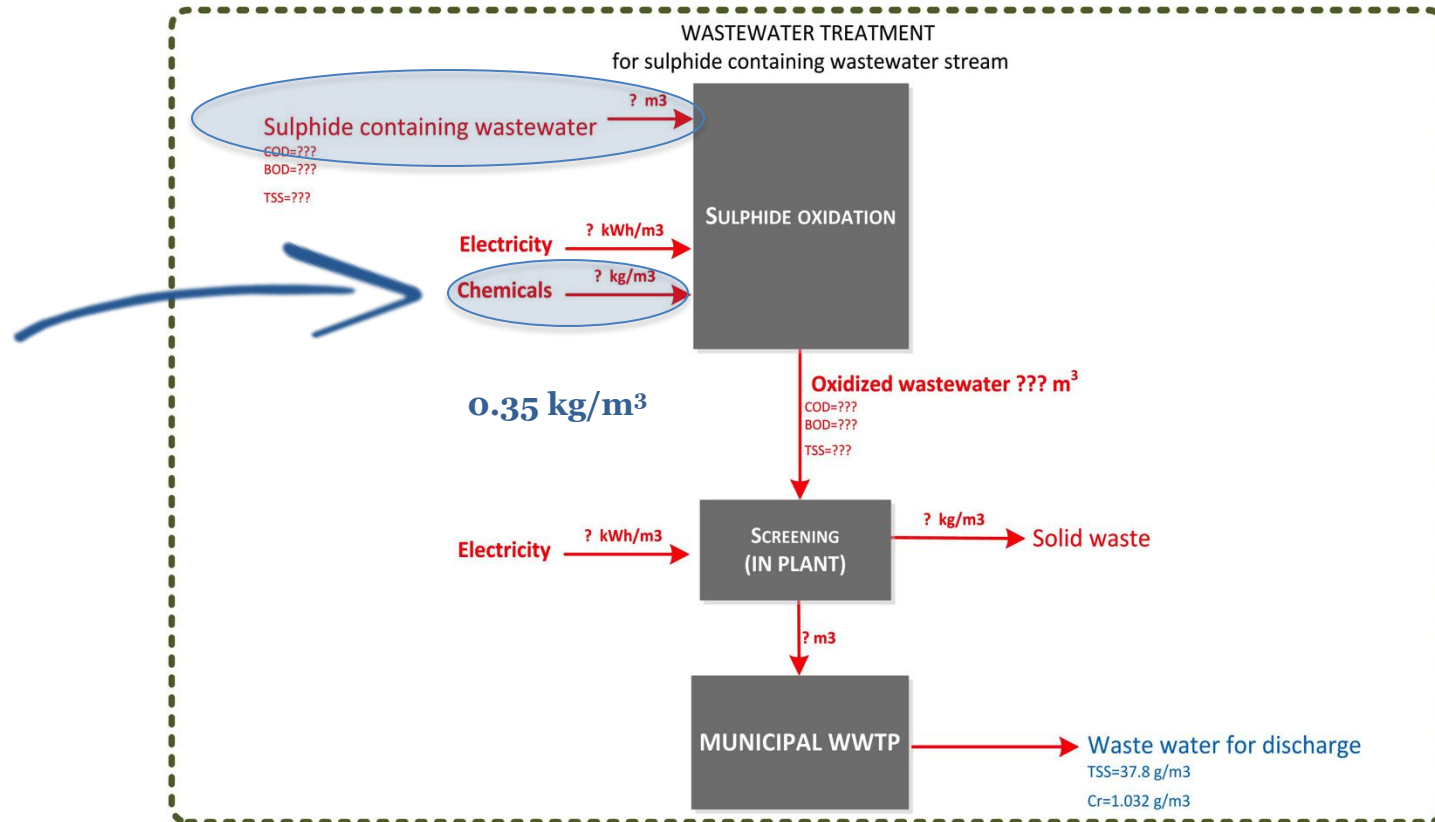 WASTEWATER TREATMENT
for sulphide containing wastewater stream
? m3
Sulphide containing wastewater
COD=???
BOD=???
TSS=???
SULPHIDE OXIDATION
Electricity
? kWh/m3
Chemicals
? kg/m3
0.35 kg/m³
Oxidized wastewater ??? m³
COD=???
BOD=???
TSS=???
Electricity
? kWh/m3
SCREENING
(IN PLANT)
? kg/m3
Solid waste
? m3
MUNICIPAL WWTP
Waste water for discharge
TSS=37.8 g/m3
Cr=1.032 g/m3